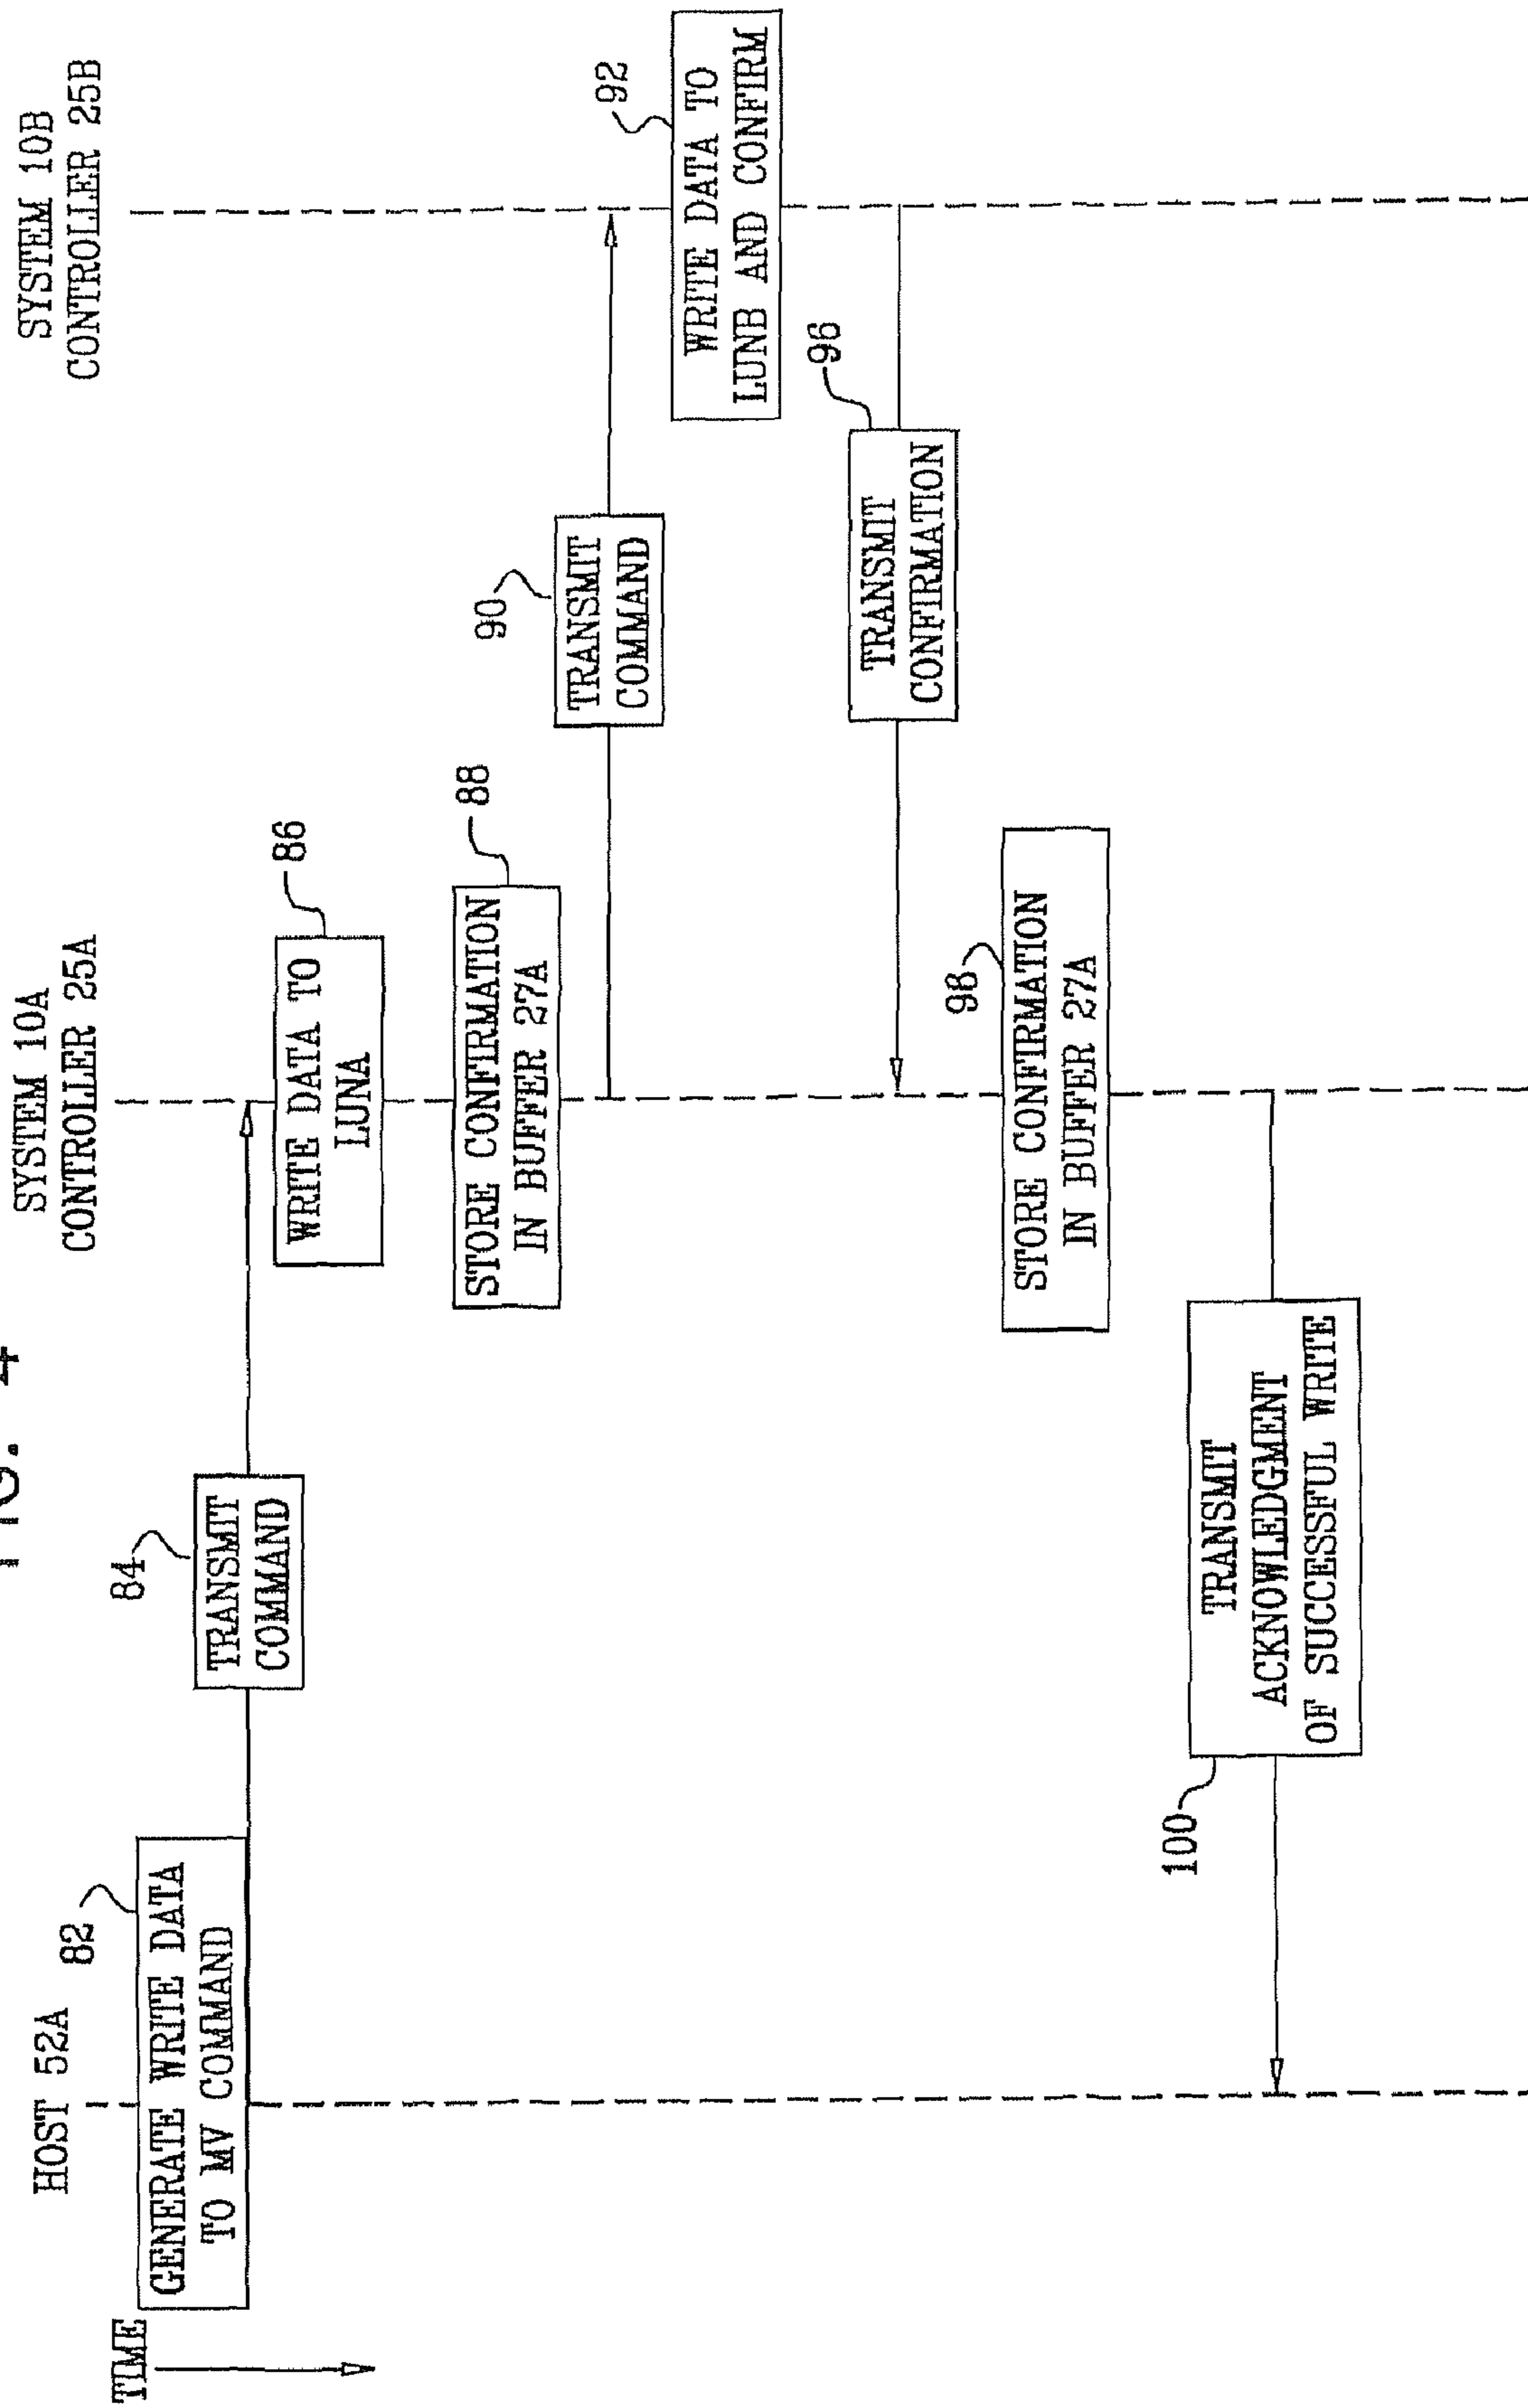 FIG. 4
HOST 52A
SYSTEM 10A
CONTROLLER 25A
SYSTEM 10B
CONTROLLER 25B
TIME
82
GENERATE WRITE DATA
TO MV COMMAND
84
TRANSMIT
COMMAND
86
WRITE DATA TO
LUNA
88
STORE CONFIRMATION
IN BUFFER 27A
90
TRANSMIT
COMMAND
92
WRITE DATA TO
LUNB AND CONFIRM
96
TRANSMIT
CONFIRMATION
98
STORE CONFIRMATION
IN BUFFER 27A
100
TRANSMIT
ACKNOWLEDGMENT
OF SUCCESSFUL WRITE